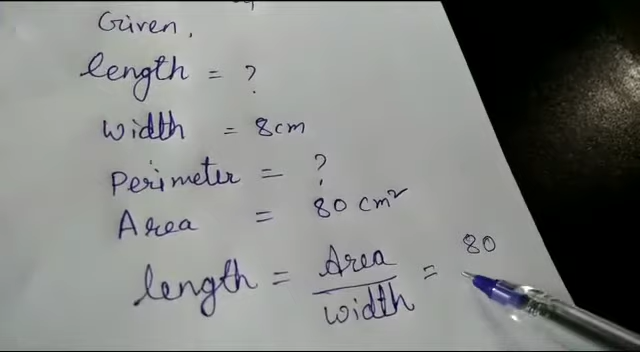 Given,
length = ?
width = 8cm
Perimeter = ?
Area = 80 cm²
length = Area / width = 80